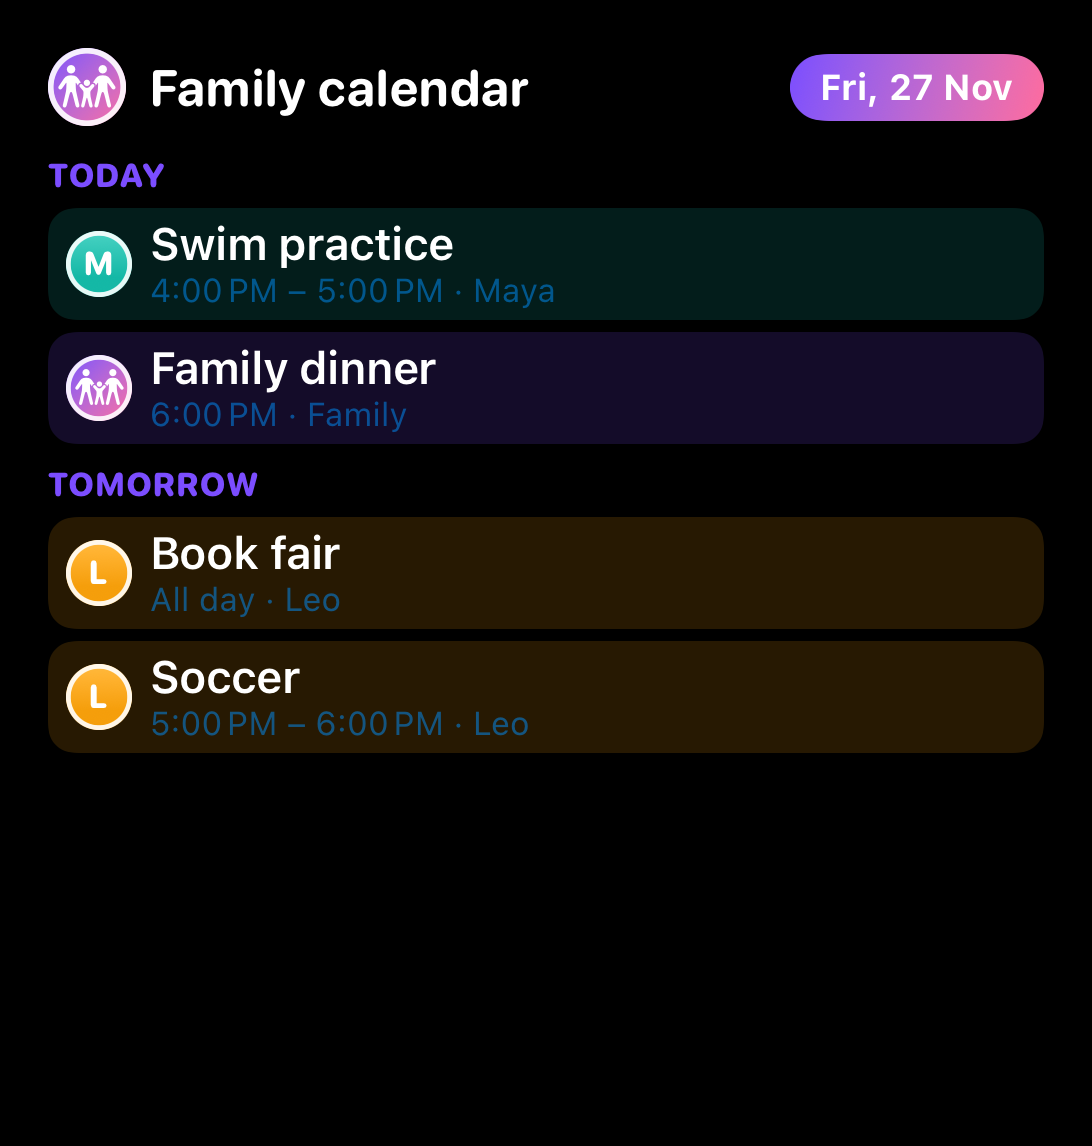 Family calendar
Fri, 27 Nov
TODAY
M
Swim practice
4:00 PM – 5:00 PM · Maya
Family dinner
6:00 PM · Family
TOMORROW
L
Book fair
All day · Leo
L
Soccer
5:00 PM – 6:00 PM · Leo